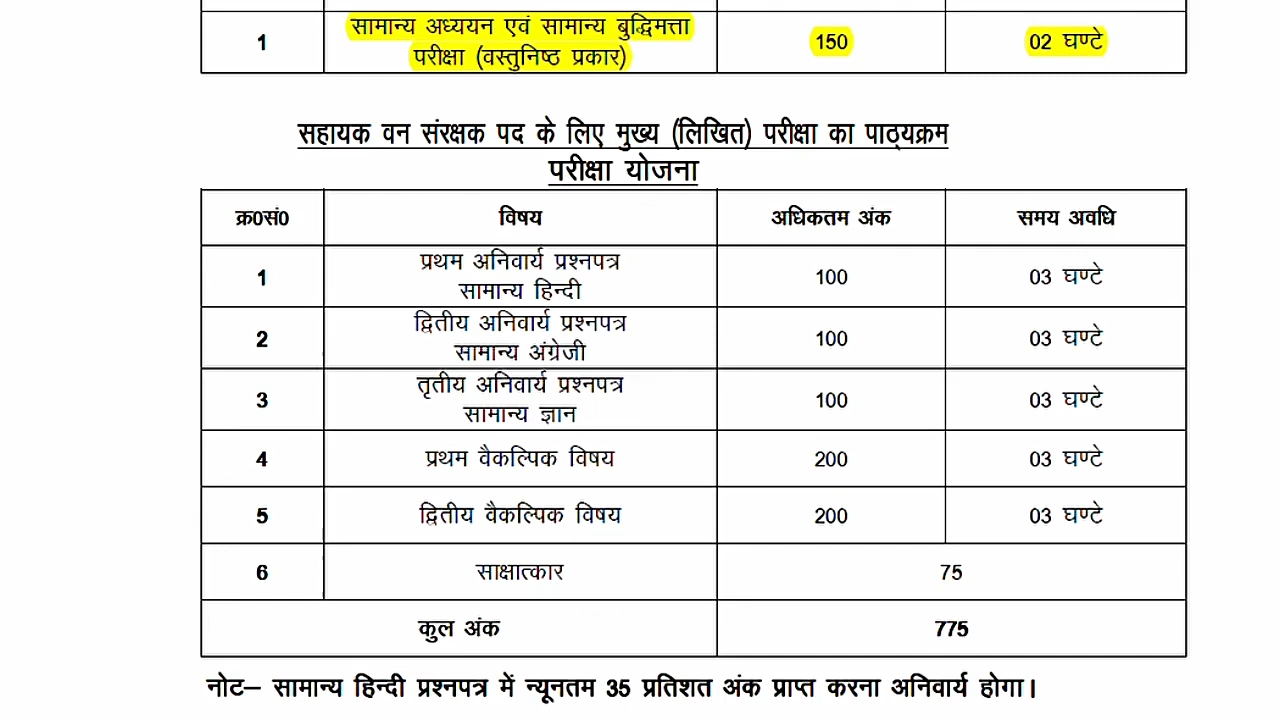 1 सामान्य अध्ययन एवं सामान्य बुद्धिमत्ता 150 02 घण्टे
परीक्षा (वस्तुनिष्ठ प्रकार)
सहायक वन संरक्षक पद के लिए मुख्य (लिखित) परीक्षा का पाठ्यक्रम
परीक्षा योजना
क्र0सं0 विषय अधिकतम अंक समय अवधि
1 प्रथम अनिवार्य प्रश्नपत्र 100 03 घण्टे
सामान्य हिन्दी
2 द्वितीय अनिवार्य प्रश्नपत्र 100 03 घण्टे
सामान्य अंग्रेजी
3 तृतीय अनिवार्य प्रश्नपत्र 100 03 घण्टे
सामान्य ज्ञान
4 प्रथम वैकल्पिक विषय 200 03 घण्टे
5 द्वितीय वैकल्पिक विषय 200 03 घण्टे
6 साक्षात्कार 75
कुल अंक 775
नोट– सामान्य हिन्दी प्रश्नपत्र में न्यूनतम 35 प्रतिशत अंक प्राप्त करना अनिवार्य होगा।